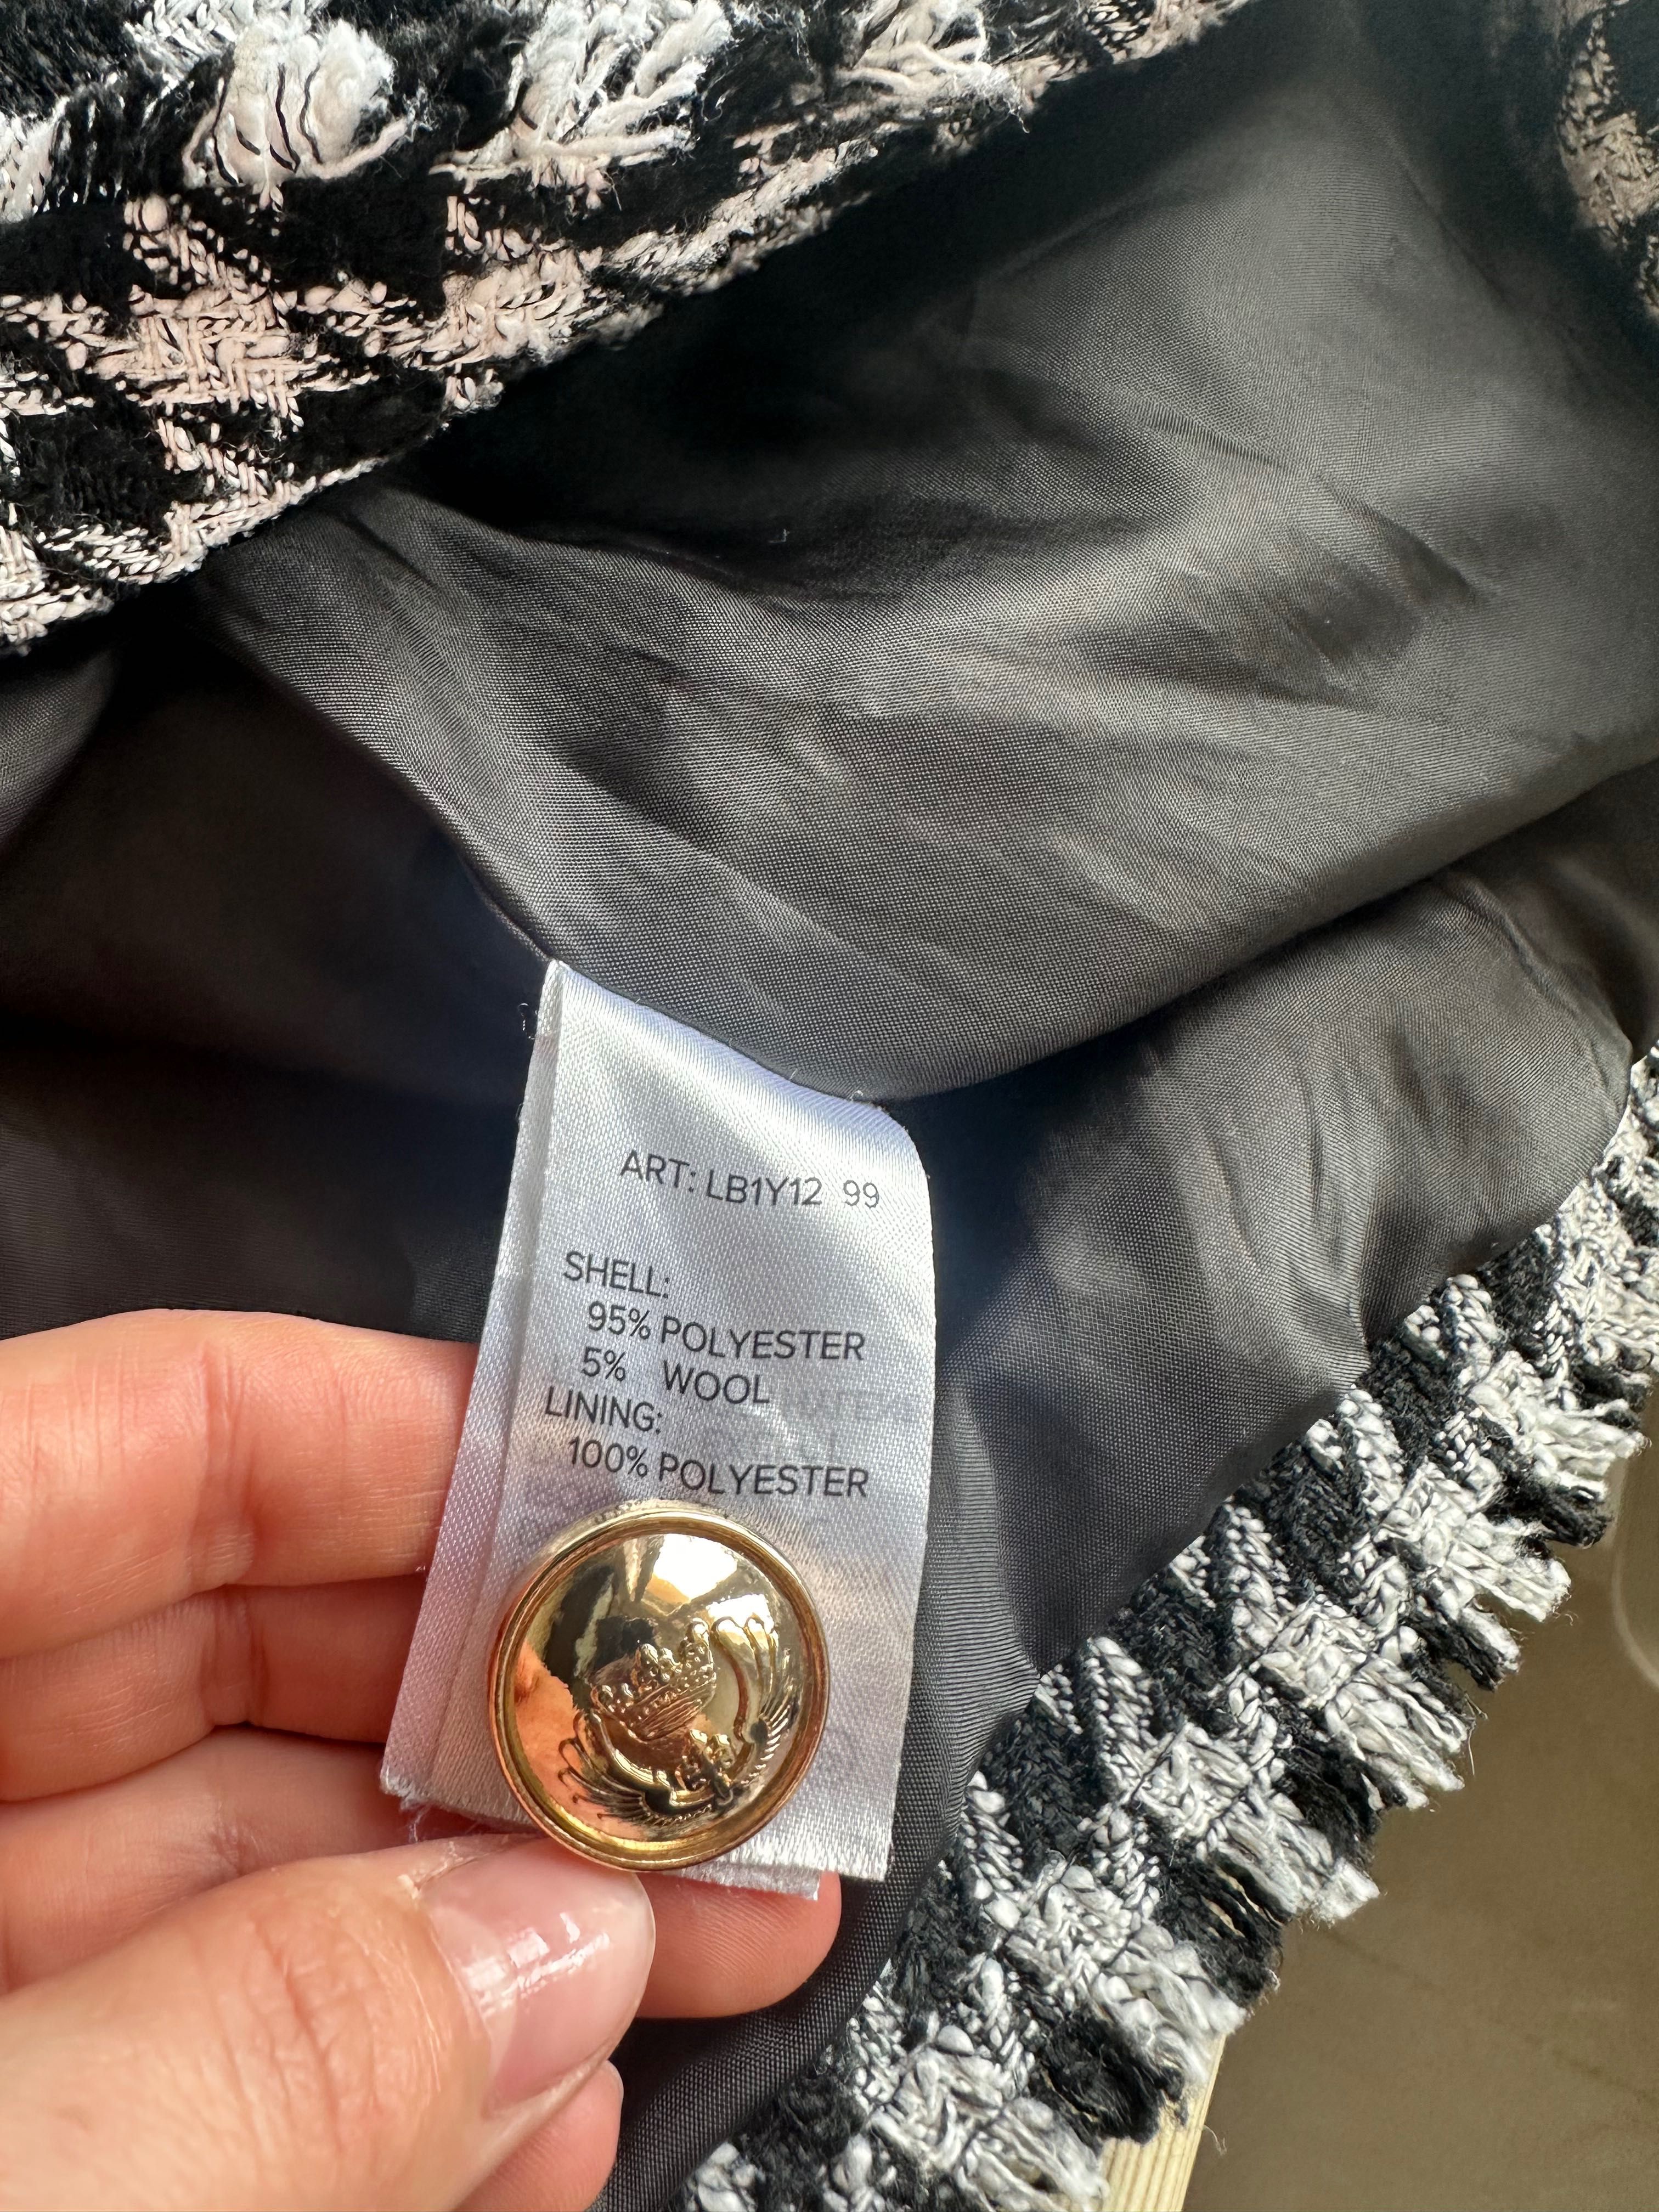 ART: LB1Y12 99
SHELL:
95% POLYESTER
5% WOOL
LINING:
100% POLYESTER